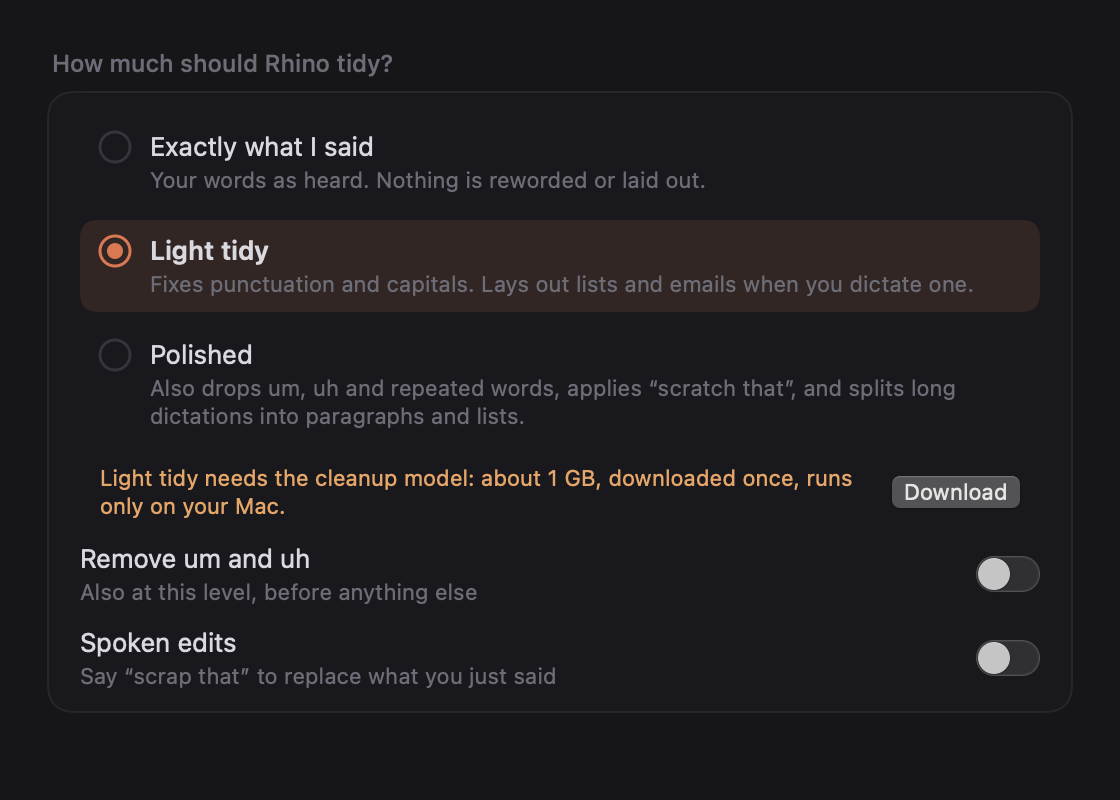 How much should Rhino tidy?
Exactly what I said
Your words as heard. Nothing is reworded or laid out.
Light tidy
Fixes punctuation and capitals. Lays out lists and emails when you dictate one.
Polished
Also drops um, uh and repeated words, applies “scratch that”, and splits long
dictations into paragraphs and lists.
Light tidy needs the cleanup model: about 1 GB, downloaded once, runs
only on your Mac.
Download
Remove um and uh
Also at this level, before anything else
Spoken edits
Say “scrap that” to replace what you just said